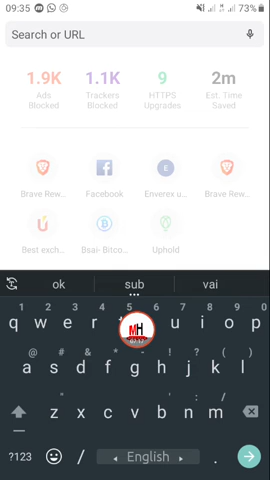 09:35 73%
Search or URL
1.9K 1.1K 9 2m
Ads Blocked Trackers Blocked HTTPS Upgrades Est. Time Saved
Brave Rew... Facebook Enverex u... Brave Rew...
Best exch... Bsai- Bitco... Uphold
ok sub vai
1 2 3 4 5 6 7 8 9 0
q w e r t u i o p
@ # & * - + = ( )
a s d f g h j k l
z x c v b n m
?123 / English .
MH
07:17